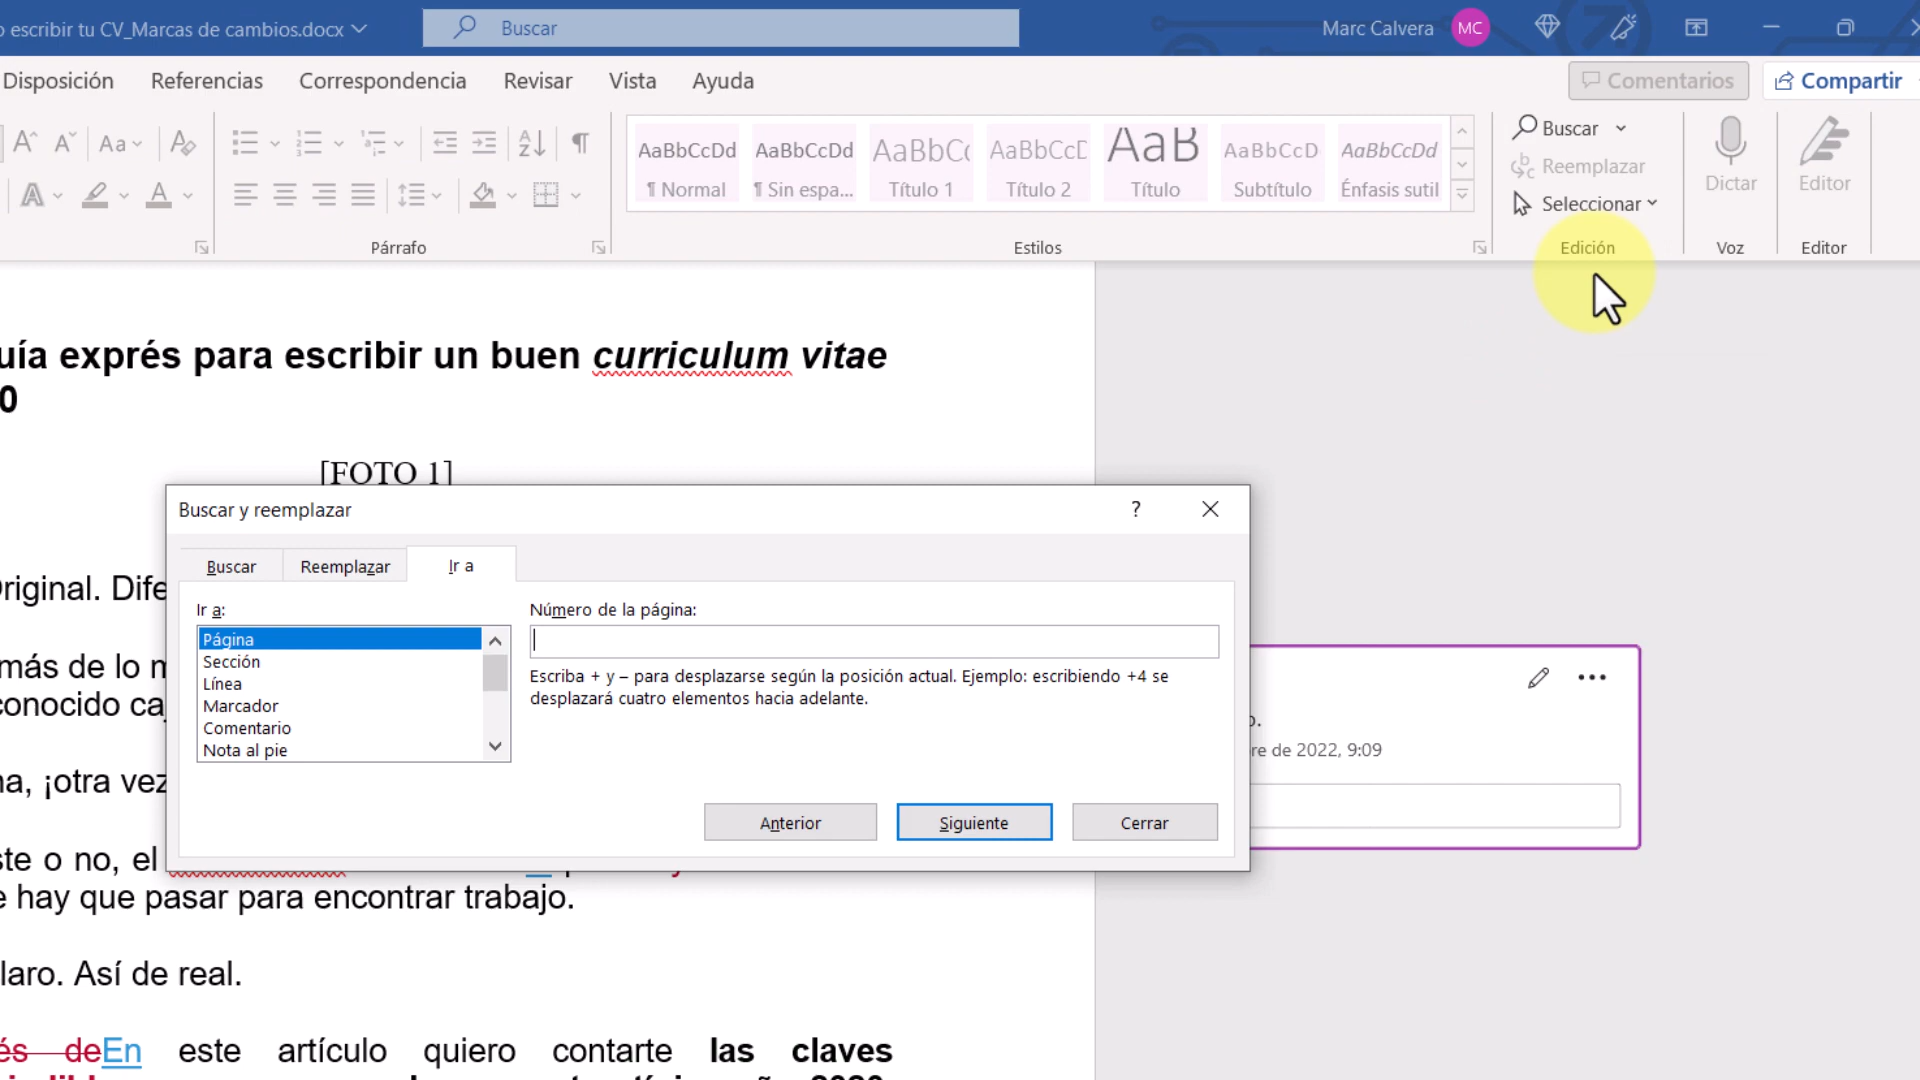 o escribir tu CV_Marcas de cambios.docx
Buscar
Marc Calvera
MC
Disposición
Referencias
Correspondencia
Revisar
Vista
Ayuda
Comentarios
Compartir
Aa
AaBbCcDd
¶ Normal
AaBbCcDd
¶ Sin espa...
AaBbC
Título 1
AaBbCcD
Título 2
AaB
Título
AaBbCcD
Subtítulo
AaBbCcDd
Énfasis sutil
Buscar
Reemplazar
Seleccionar
Dictar
Editor
Párrafo
Estilos
Edición
Voz
Editor
uía exprés para escribir un buen curriculum vitae
0
[FOTO 1]
Buscar y reemplazar
?
Buscar
Reemplazar
Ir a
Original. Dife
Ir a:
Número de la página:
Página
Sección
Línea
Marcador
Comentario
Nota al pie
Escriba + y – para desplazarse según la posición actual. Ejemplo: escribiendo +4 se
desplazará cuatro elementos hacia adelante.
más de lo m
conocido ca
o.
re de 2022, 9:09
na, ¡otra vez
Anterior
Siguiente
Cerrar
ste o no, el
e hay que pasar para encontrar trabajo.
laro. Así de real.
és deEn este artículo quiero contarte las claves